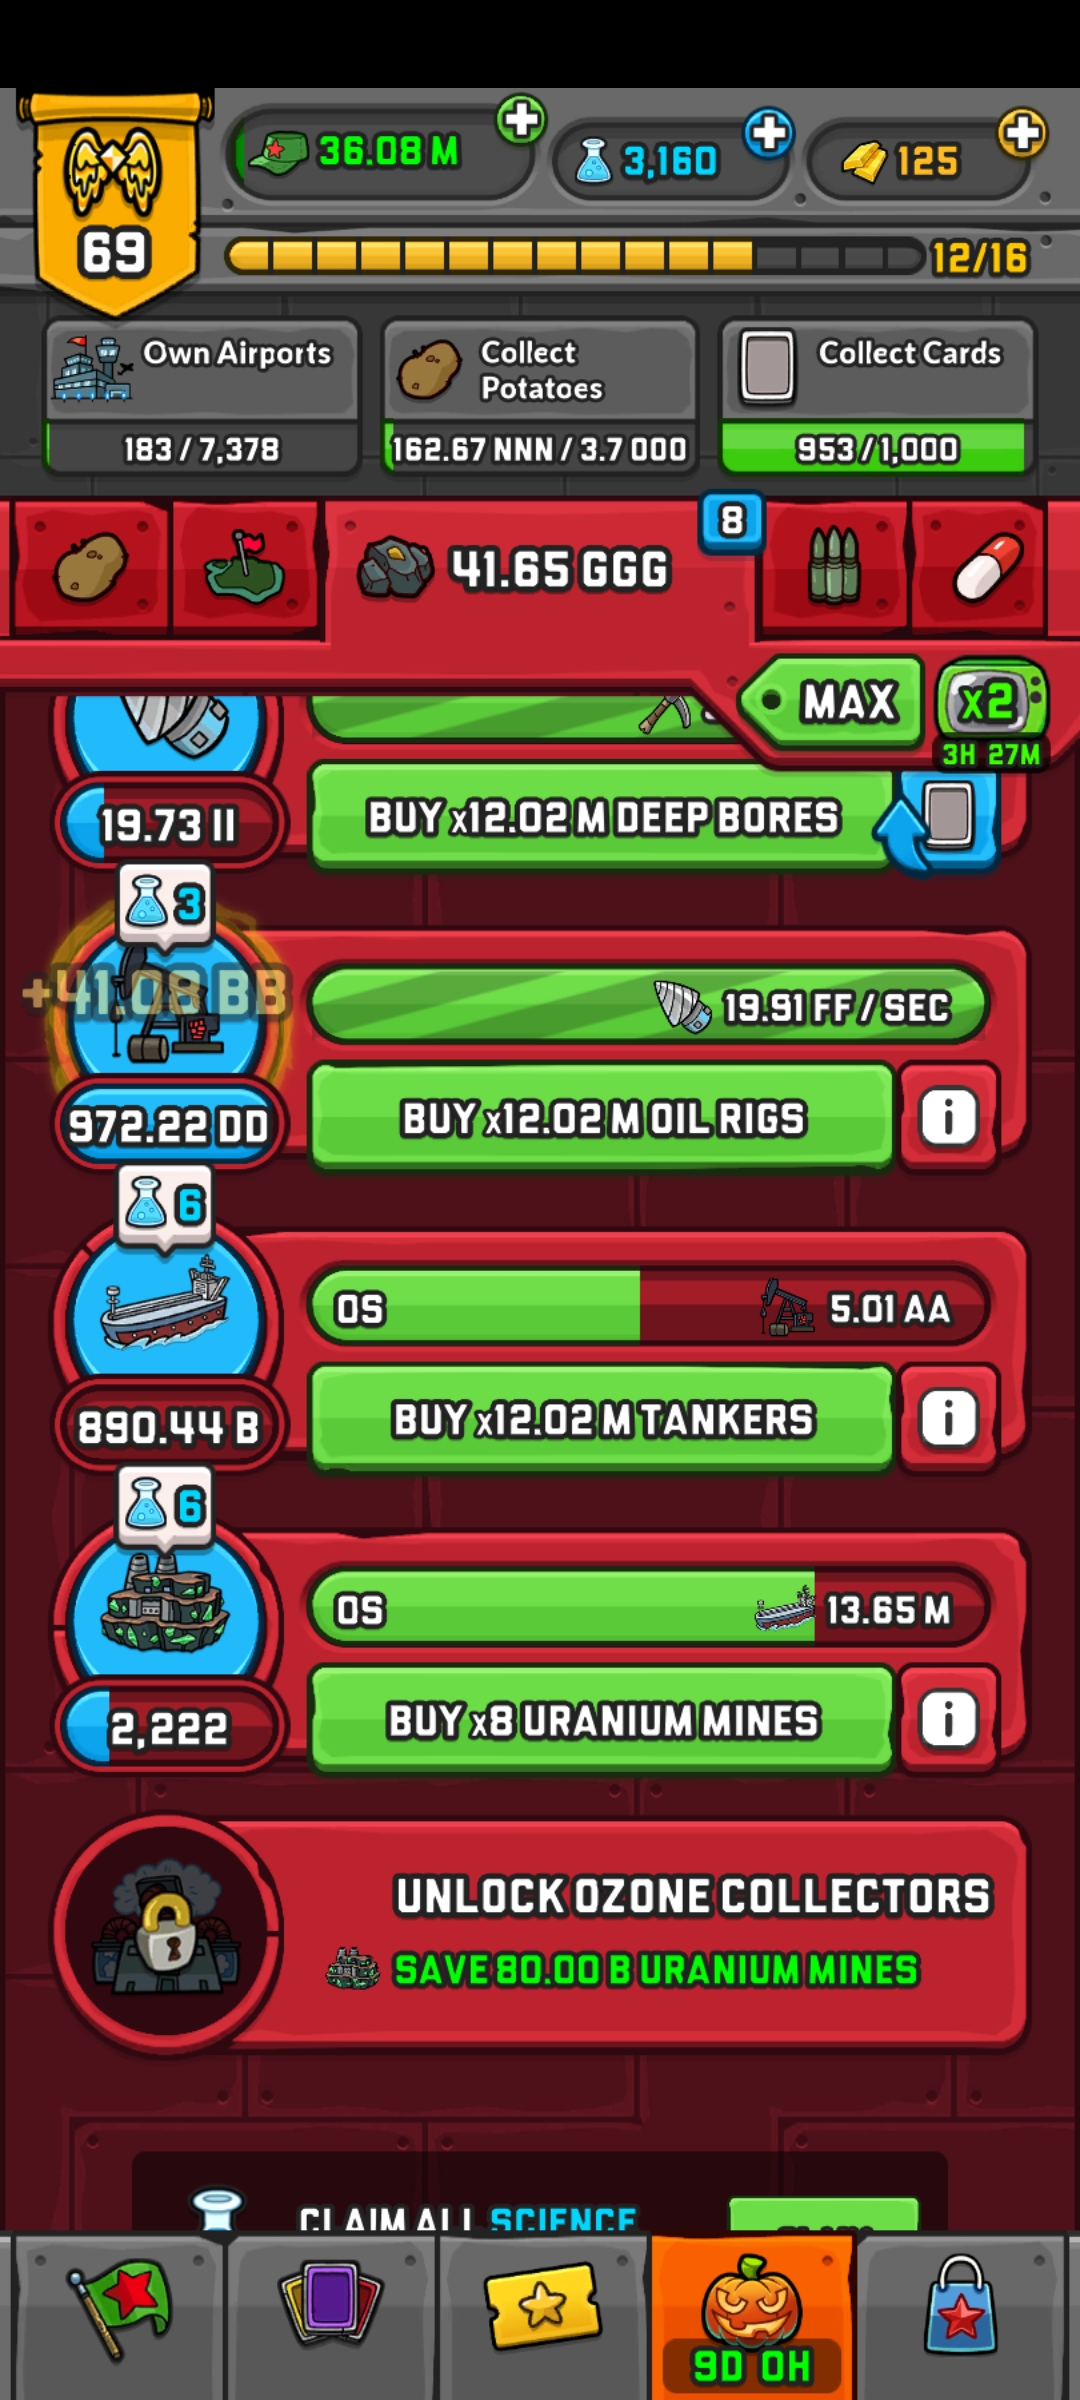 36.08 M
3,160
125
69
12/16
Own Airports
183 / 7,378
Collect
Potatoes
162.67 NNN / 3.7 OOO
Collect Cards
953 / 1,000
41.65 GGG
8
MAX
x2
3H 27M
19.73 II
BUY x12.02 M DEEP BORES
3
+41.08 BB
19.91 FF / SEC
972.22 DD
BUY x12.02 M OIL RIGS
i
6
0S
5.01 AA
890.44 B
BUY x12.02 M TANKERS
i
6
0S
13.65 M
2,222
BUY x8 URANIUM MINES
i
UNLOCK OZONE COLLECTORS
SAVE 80.00 B URANIUM MINES
CLAIM ALL SCIENCE
9D 0H